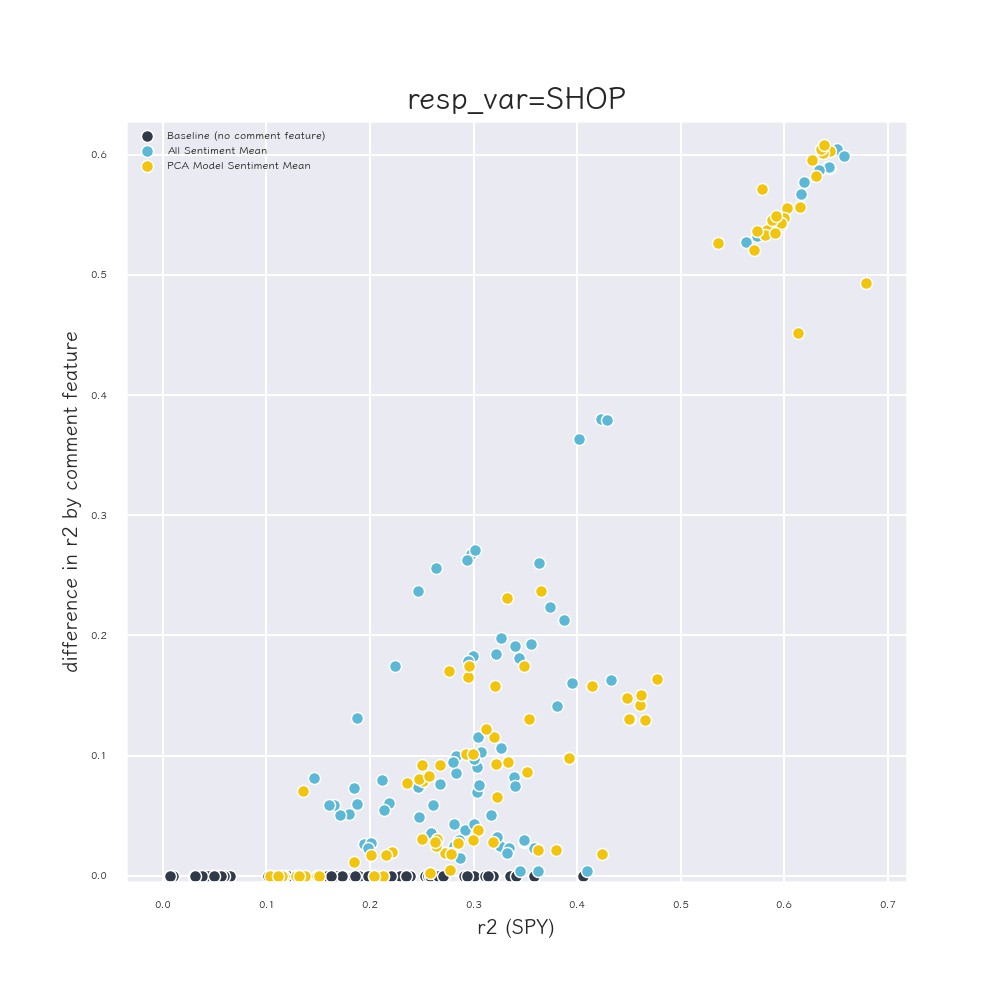 resp_var=SHOP
Baseline (no comment feature)
All Sentiment Mean
PCA Model Sentiment Mean
difference in r2 by comment feature
0.6
0.5
0.4
0.3
0.2
0.1
0.0
0.0 0.1 0.2 0.3 0.4 0.5 0.6 0.7
r2 (SPY)